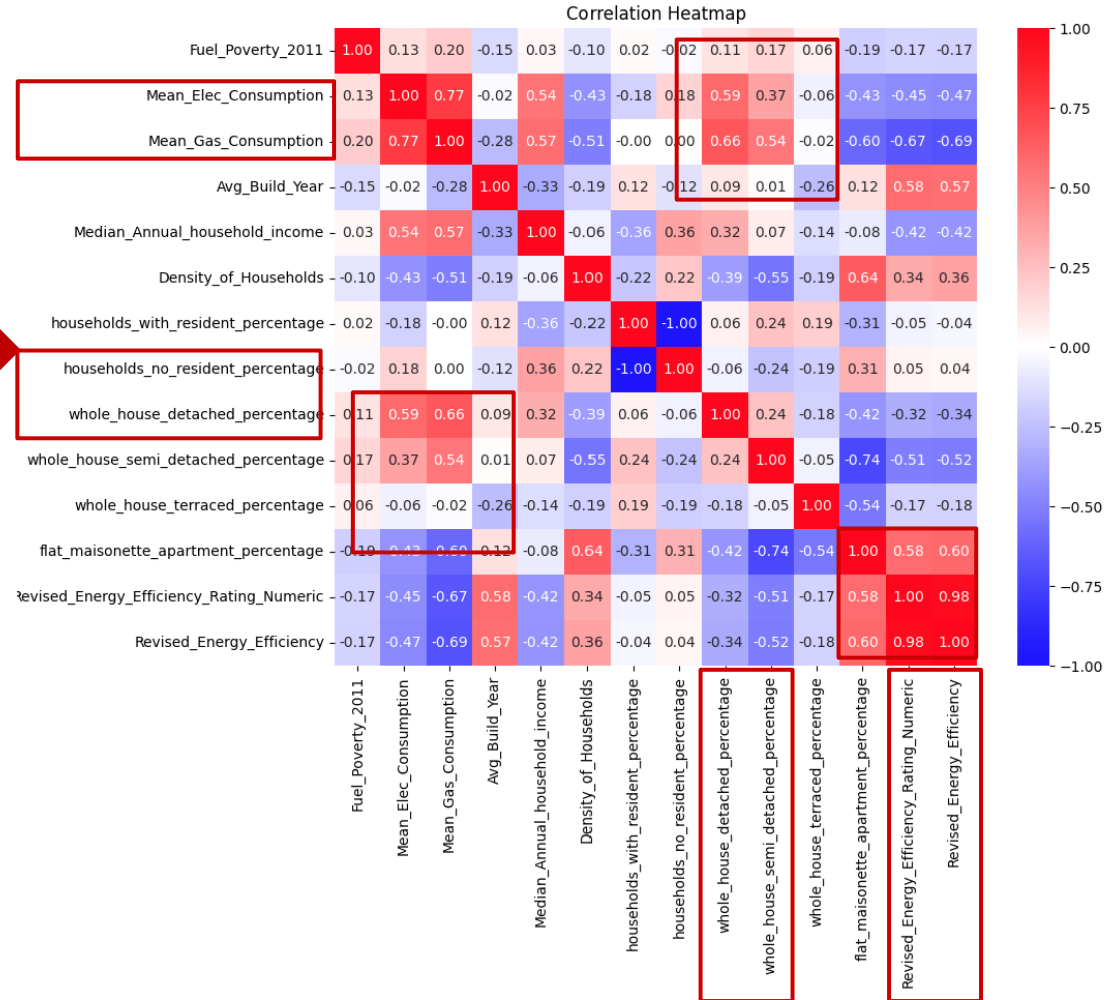 Correlation Heatmap
Fuel_Poverty_2011 1.00 0.13 0.20 -0.15 0.03 -0.10 0.02 -0.02 0.11 0.17 0.06 -0.19 -0.17 -0.17
Mean_Elec_Consumption 0.13 1.00 0.77 -0.02 0.54 -0.43 -0.18 0.18 0.59 0.37 -0.06 -0.43 -0.45 -0.47
Mean_Gas_Consumption 0.20 0.77 1.00 -0.28 0.57 -0.51 -0.00 0.00 0.66 0.54 -0.02 -0.60 -0.67 -0.69
Avg_Build_Year -0.15 -0.02 -0.28 1.00 -0.33 -0.19 0.12 -0.12 0.09 0.01 -0.26 0.12 0.58 0.57
Median_Annual_household_income 0.03 0.54 0.57 -0.33 1.00 -0.06 -0.36 0.36 0.32 0.07 -0.14 -0.08 -0.42 -0.42
Density_of_Households -0.10 -0.43 -0.51 -0.19 -0.06 1.00 -0.22 0.22 -0.39 -0.55 -0.19 0.64 0.34 0.36
households_with_resident_percentage 0.02 -0.18 -0.00 0.12 -0.36 -0.22 1.00 -1.00 0.06 0.24 0.19 -0.31 -0.05 -0.04
households_no_resident_percentage -0.02 0.18 0.00 -0.12 0.36 0.22 -1.00 1.00 -0.06 -0.24 -0.19 0.31 0.05 0.04
whole_house_detached_percentage 0.11 0.59 0.66 0.09 0.32 -0.39 0.06 -0.06 1.00 0.24 -0.18 -0.42 -0.32 -0.34
whole_house_semi_detached_percentage 0.17 0.37 0.54 0.01 0.07 -0.55 0.24 -0.24 0.24 1.00 -0.05 -0.74 -0.51 -0.52
whole_house_terraced_percentage 0.06 -0.06 -0.02 -0.26 -0.14 -0.19 0.19 -0.19 -0.18 -0.05 1.00 -0.54 -0.17 -0.18
flat_maisonette_apartment_percentage -0.19 -0.43 -0.60 0.12 -0.08 0.64 -0.31 0.31 -0.42 -0.74 -0.54 1.00 0.58 0.60
Revised_Energy_Efficiency_Rating_Numeric -0.17 -0.45 -0.67 0.58 -0.42 0.34 -0.05 0.05 -0.32 -0.51 -0.17 0.58 1.00 0.98
Revised_Energy_Efficiency -0.17 -0.47 -0.69 0.57 -0.42 0.36 -0.04 0.04 -0.34 -0.52 -0.18 0.60 0.98 1.00
Fuel_Poverty_2011
Mean_Elec_Consumption
Mean_Gas_Consumption
Avg_Build_Year
Median_Annual_household_income
Density_of_Households
households_with_resident_percentage
households_no_resident_percentage
whole_house_detached_percentage
whole_house_semi_detached_percentage
whole_house_terraced_percentage
flat_maisonette_apartment_percentage
Revised_Energy_Efficiency_Rating_Numeric
Revised_Energy_Efficiency
1.00
0.75
0.50
0.25
0.00
−0.25
−0.50
−0.75
−1.00